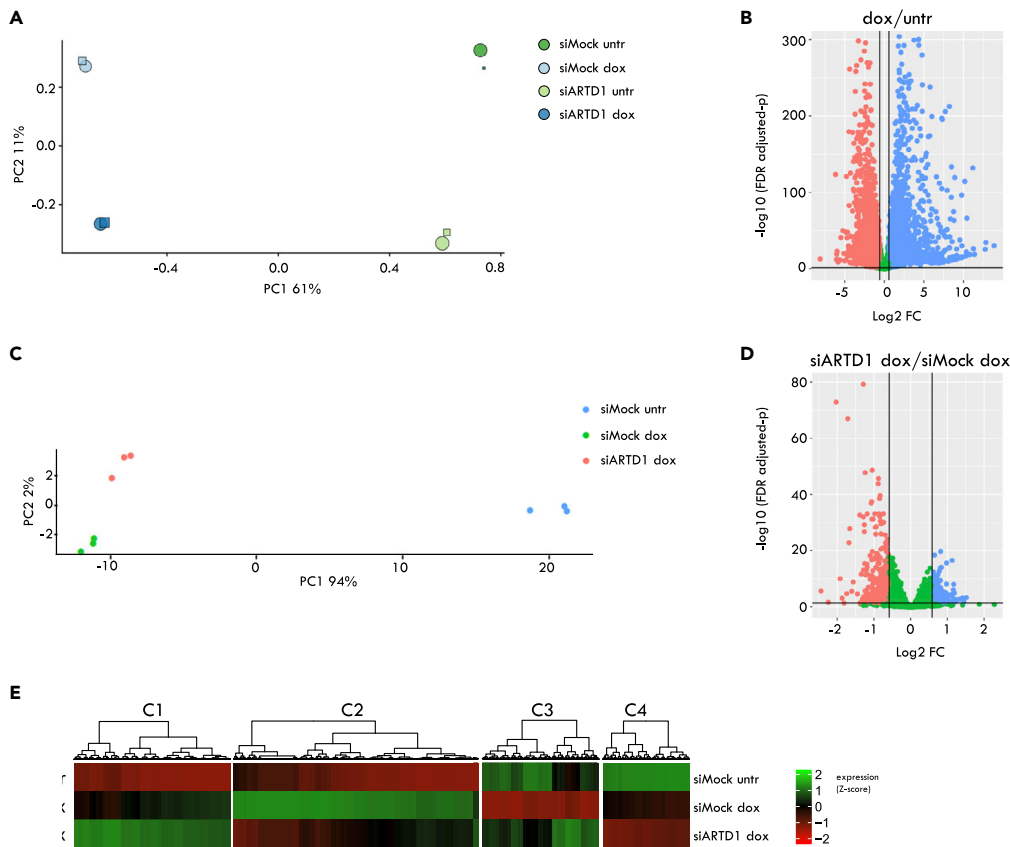 A
siMock untr
siMock dox
siARTD1 untr
siARTD1 dox
0.2
0.0
-0.2
PC2 11%
-0.4
0.0
0.4
0.8
PC1 61%
B
dox/untr
300
200
100
0
-log10 (FDR adjusted-p)
-5
0
5
10
Log2 FC
C
siMock untr
siMock dox
siARTD1 dox
2
0
-2
PC2 2%
-10
0
10
20
PC1 94%
D
siARTD1 dox/siMock dox
80
60
40
20
0
-log10 (FDR adjusted-p)
-2
-1
0
1
2
Log2 FC
E
C1
C2
C3
C4
siMock untr
siMock dox
siARTD1 dox
2
1
0
-1
-2
expression
(Z-score)